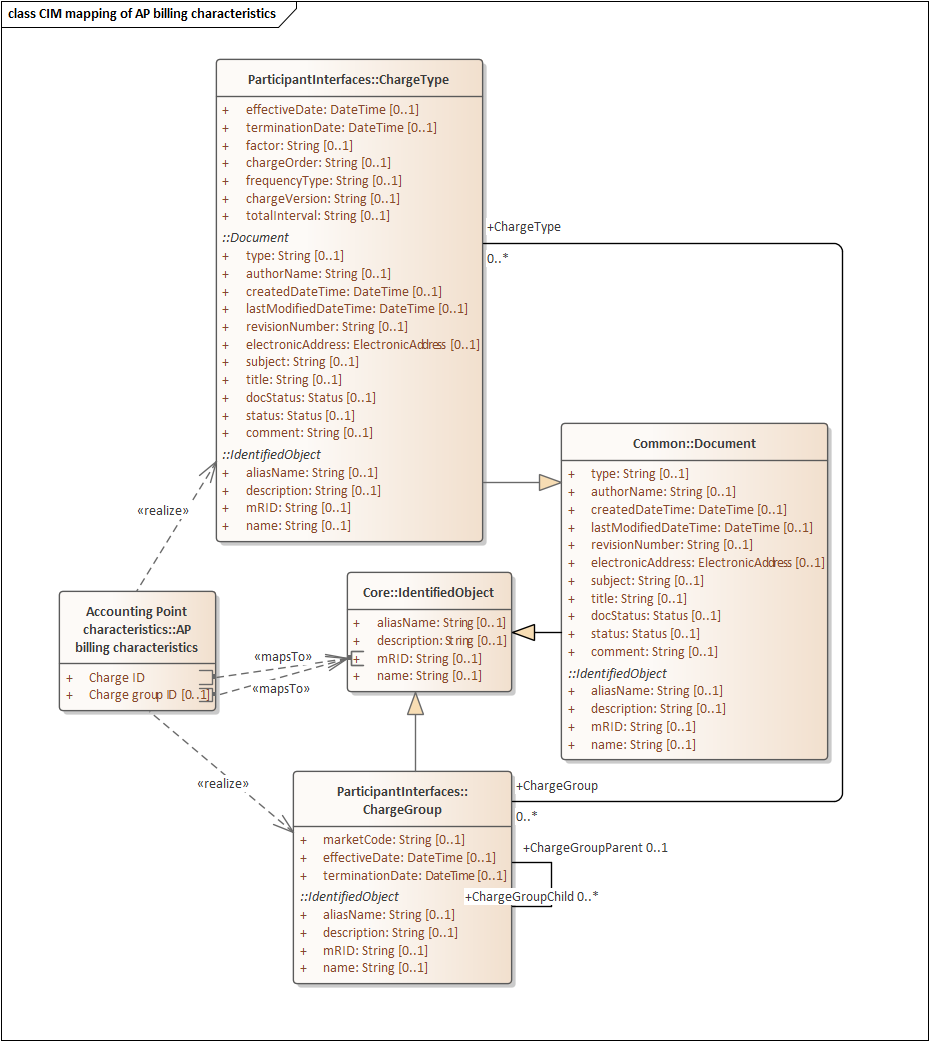 class CIM mapping of AP billing characteristics
ParticipantInterfaces::ChargeType
+ effectiveDate: DateTime [0..1]
+ terminationDate: DateTime [0..1]
+ factor: String [0..1]
+ chargeOrder: String [0..1]
+ frequencyType: String [0..1]
+ chargeVersion: String [0..1]
+ totalInterval: String [0..1]
::Document
+ type: String [0..1]
+ authorName: String [0..1]
+ createdDateTime: DateTime [0..1]
+ lastModifiedDateTime: DateTime [0..1]
+ revisionNumber: String [0..1]
+ electronicAddress: ElectronicAddress [0..1]
+ subject: String [0..1]
+ title: String [0..1]
+ docStatus: Status [0..1]
+ status: Status [0..1]
+ comment: String [0..1]
::IdentifiedObject
+ aliasName: String [0..1]
+ description: String [0..1]
+ mRID: String [0..1]
+ name: String [0..1]
+ChargeType
0..*
Common::Document
+ type: String [0..1]
+ authorName: String [0..1]
+ createdDateTime: DateTime [0..1]
+ lastModifiedDateTime: DateTime [0..1]
+ revisionNumber: String [0..1]
+ electronicAddress: ElectronicAddress [0..1]
+ subject: String [0..1]
+ title: String [0..1]
+ docStatus: Status [0..1]
+ status: Status [0..1]
+ comment: String [0..1]
::IdentifiedObject
+ aliasName: String [0..1]
+ description: String [0..1]
+ mRID: String [0..1]
+ name: String [0..1]
«realize»
Accounting Point
characteristics::AP
billing characteristics
+ Charge ID
+ Charge group ID [0..1]
«mapsTo»
«mapsTo»
Core::IdentifiedObject
+ aliasName: String [0..1]
+ description: String [0..1]
+ mRID: String [0..1]
+ name: String [0..1]
«realize»
ParticipantInterfaces::
ChargeGroup
+ marketCode: String [0..1]
+ effectiveDate: DateTime [0..1]
+ terminationDate: DateTime [0..1]
::IdentifiedObject
+ aliasName: String [0..1]
+ description: String [0..1]
+ mRID: String [0..1]
+ name: String [0..1]
+ChargeGroup
0..*
+ChargeGroupParent 0..1
+ChargeGroupChild 0..*